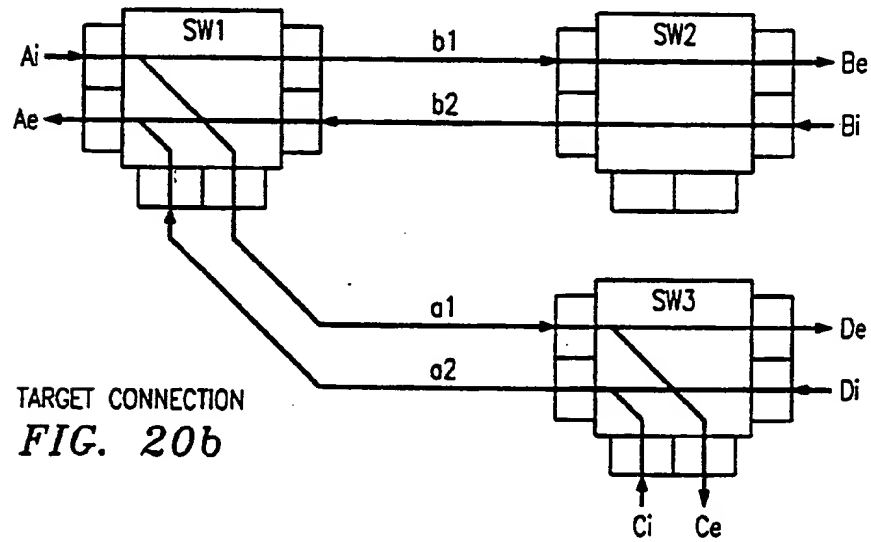 SW1
SW2
Ai
b1
Be
Ae
b2
Bi
SW3
a1
De
a2
Di
TARGET CONNECTION
FIG. 20b
Ci
Ce